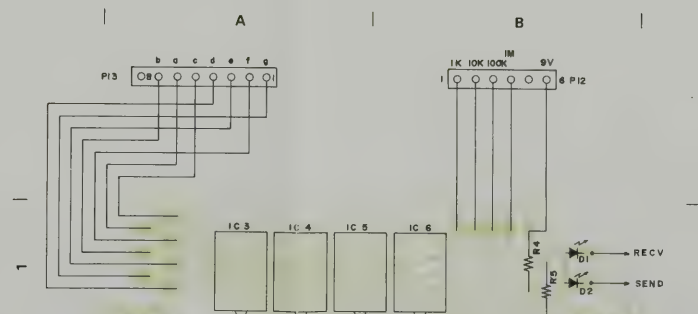 A B
b a c d e f g
P13 8 1
1M
1K 10K 100K 9V
1 6 P12
IC 3 IC 4 IC 5 IC 6
R4
D1 RECV
R5
D2 SEND
1